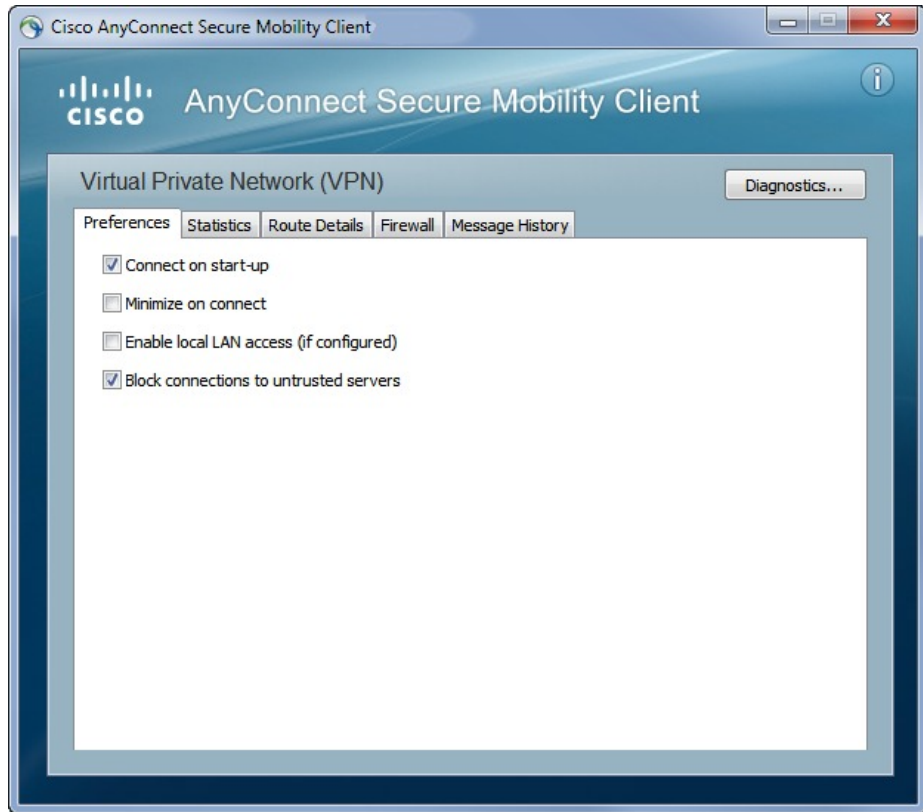 Cisco AnyConnect Secure Mobility Client
CISCO
AnyConnect Secure Mobility Client
Virtual Private Network (VPN)
Diagnostics...
Preferences
Statistics
Route Details
Firewall
Message History
Connect on start-up
Minimize on connect
Enable local LAN access (if configured)
Block connections to untrusted servers